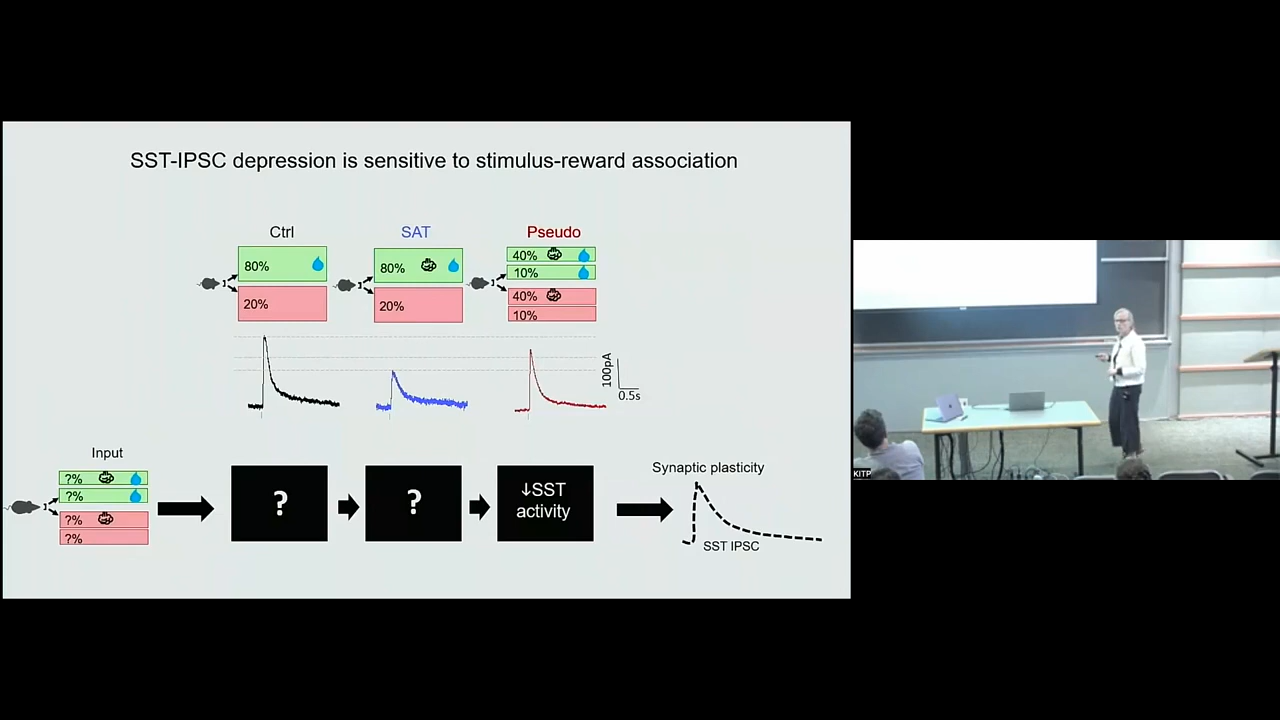 SST-IPSC depression is sensitive to stimulus-reward association
Ctrl
SAT
Pseudo
80%
20%
80%
20%
40%
10%
40%
10%
100pA
0.5s
Input
?%
?%
?%
?%
?
?
↓SST
activity
Synaptic plasticity
SST IPSC
KITP